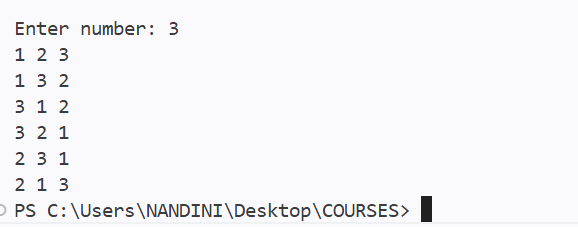 Enter number: 3
1 2 3
1 3 2
3 1 2
3 2 1
2 3 1
2 1 3
PS C:\Users\NANDINI\Desktop\COURSES>